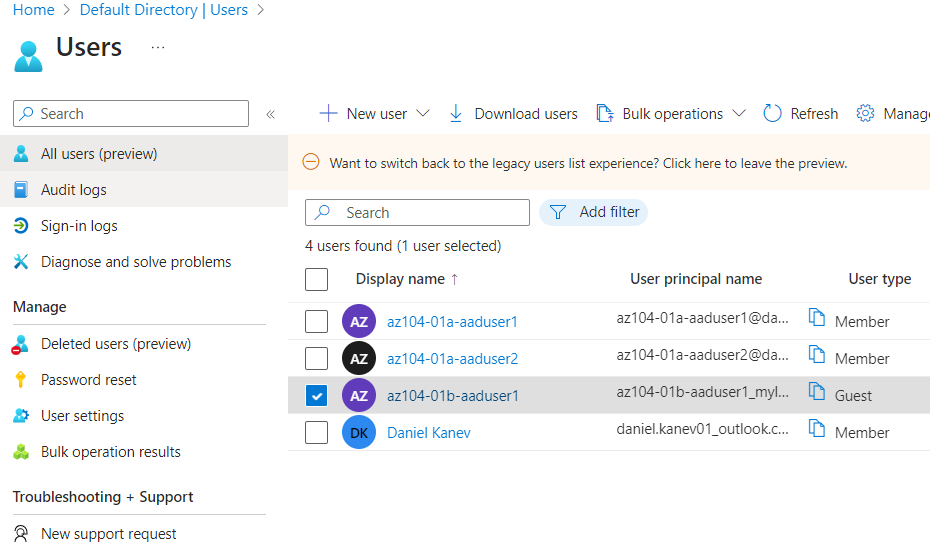 Home > Default Directory | Users >
Users ...
Search «
New user Download users Bulk operations Refresh Manage
All users (preview)
Audit logs
Sign-in logs
Diagnose and solve problems
Manage
Deleted users (preview)
Password reset
User settings
Bulk operation results
Troubleshooting + Support
New support request
Want to switch back to the legacy users list experience? Click here to leave the preview.
Search Add filter
4 users found (1 user selected)
Display name ↑ User principal name User type
AZ az104-01a-aaduser1 az104-01a-aaduser1@da... Member
AZ az104-01a-aaduser2 az104-01a-aaduser2@da... Member
AZ az104-01b-aaduser1 az104-01b-aaduser1_myl... Guest
DK Daniel Kanev daniel.kanev01_outlook.c... Member